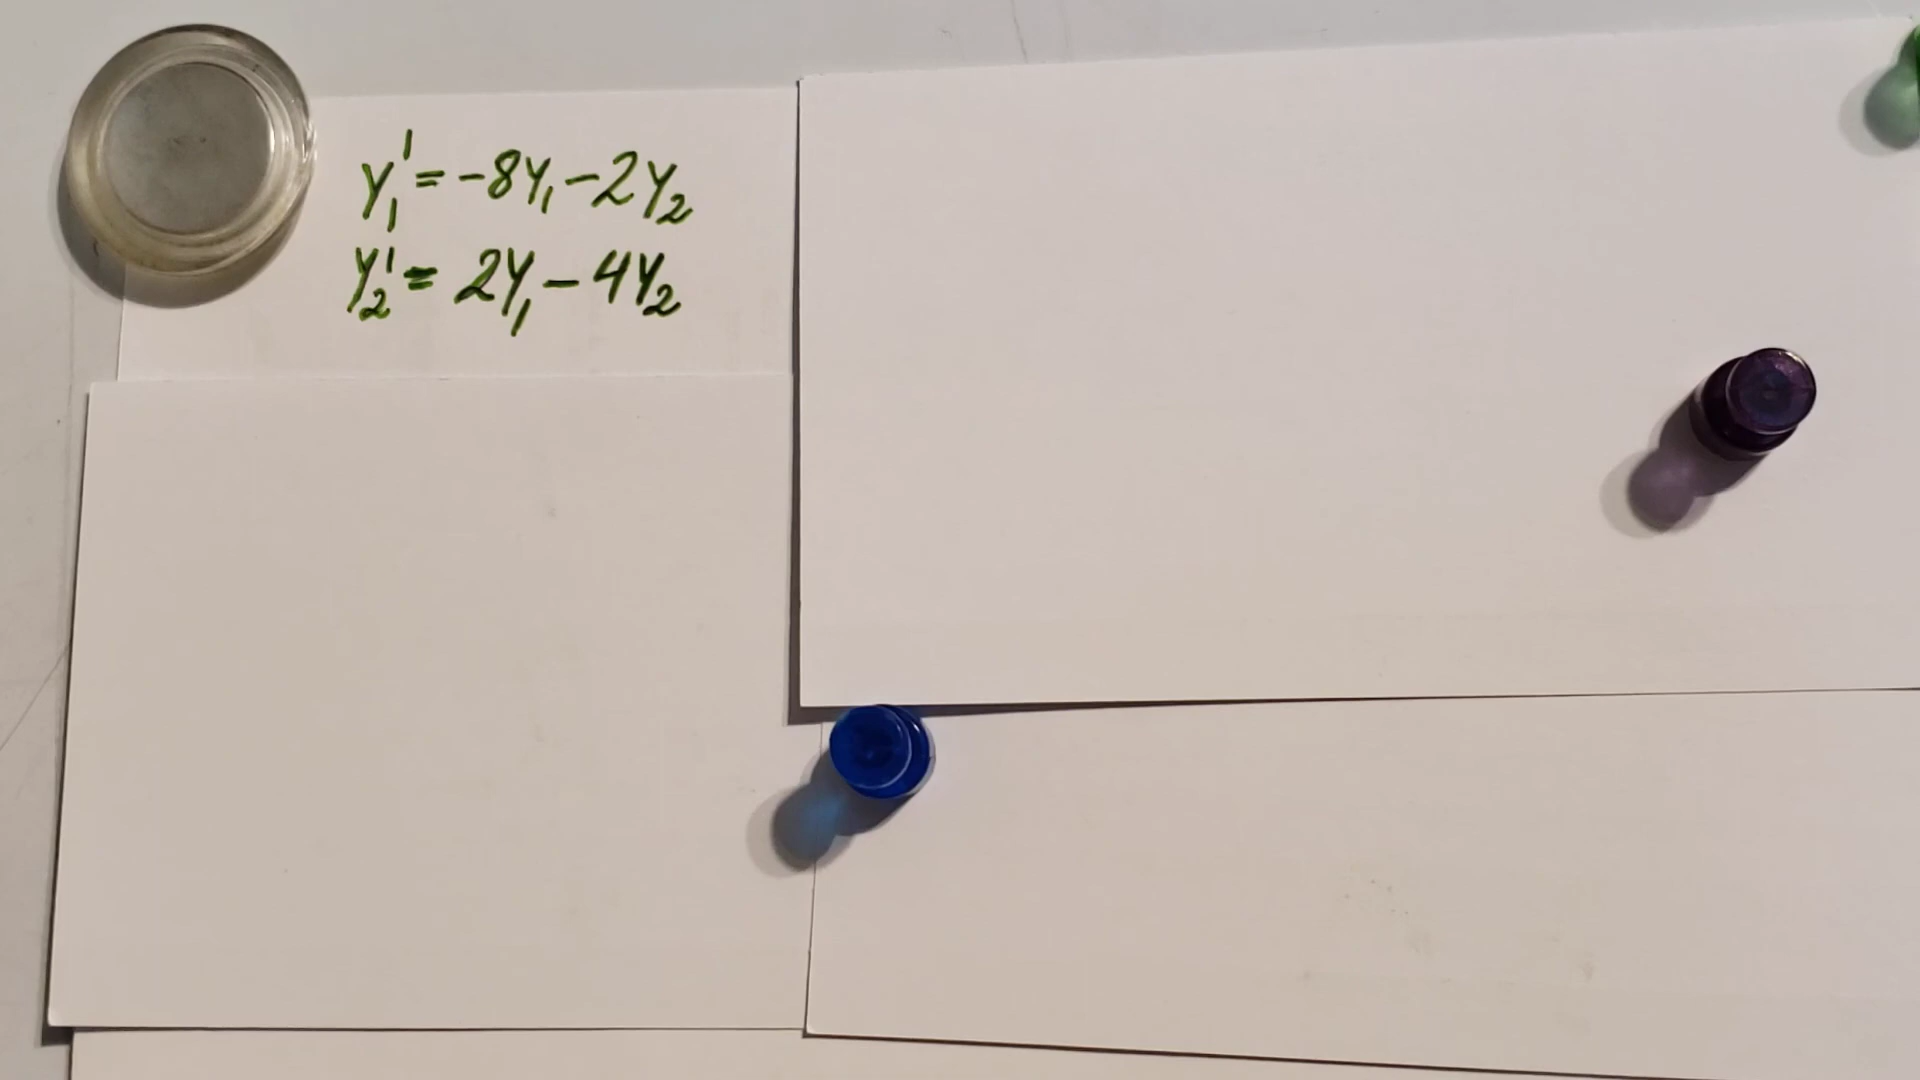 y₁' = -8y₁ - 2y₂
y₂' = 2y₁ - 4y₂